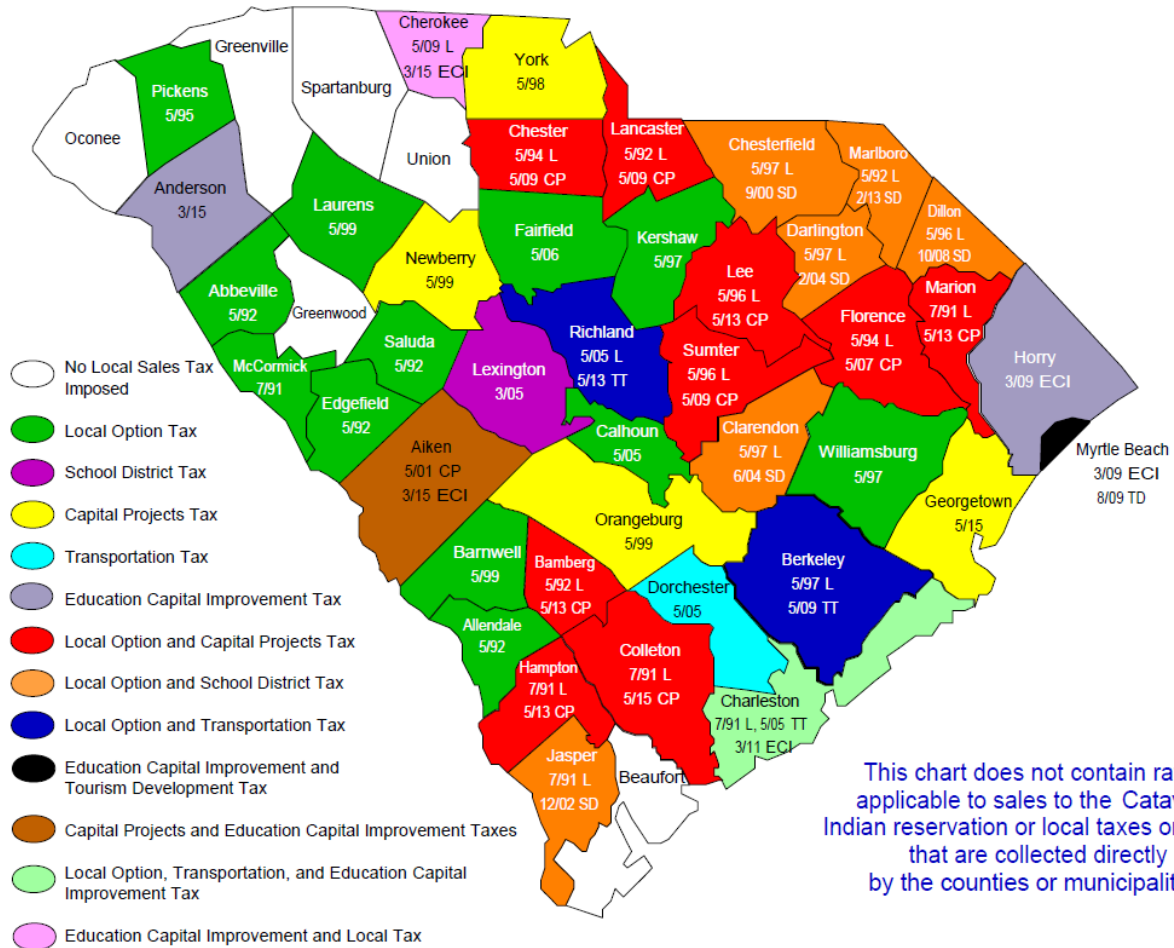 Cherokee
5/09 L
3/15 ECI
Greenville
York
5/98
Pickens
5/95
Spartanburg
Oconee
Union
Chester
5/94 L
5/09 CP
Lancaster
5/92 L
5/09 CP
Chesterfield
5/97 L
9/00 SD
Marlboro
5/92 L
2/13 SD
Dillon
5/96 L
10/08 SD
Anderson
3/15
Laurens
5/99
Fairfield
5/06
Kershaw
5/97
Darlington
5/97 L
2/04 SD
Newberry
5/99
Lee
5/96 L
5/13 CP
Marion
7/91 L
5/13 CP
Abbeville
5/92
Greenwood
Florence
5/94 L
5/07 CP
Saluda
5/92
Richland
5/05 L
5/13 TT
Sumter
5/96 L
5/09 CP
Horry
3/09 ECI
McCormick
7/91
Lexington
3/05
Edgefield
5/92
Aiken
5/01 CP
3/15 ECI
Calhoun
5/05
Clarendon
5/97 L
6/04 SD
Williamsburg
5/97
Myrtle Beach
3/09 ECI
8/09 TD
Georgetown
5/15
Orangeburg
5/99
Barnwell
5/99
Bamberg
5/92 L
5/13 CP
Dorchester
5/05
Berkeley
5/97 L
5/09 TT
Allendale
5/92
Hampton
7/91 L
5/13 CP
Colleton
7/91 L
5/15 CP
Charleston
7/91 L, 5/05 TT
3/11 ECI
Jasper
7/91 L
12/02 SD
Beaufort
No Local Sales Tax
Imposed
Local Option Tax
School District Tax
Capital Projects Tax
Transportation Tax
Education Capital Improvement Tax
Local Option and Capital Projects Tax
Local Option and School District Tax
Local Option and Transportation Tax
Education Capital Improvement and
Tourism Development Tax
Capital Projects and Education Capital Improvement Taxes
Local Option, Transportation, and Education Capital
Improvement Tax
Education Capital Improvement and Local Tax
This chart does not contain ra
applicable to sales to the Cataw
Indian reservation or local taxes or
that are collected directly
by the counties or municipalit